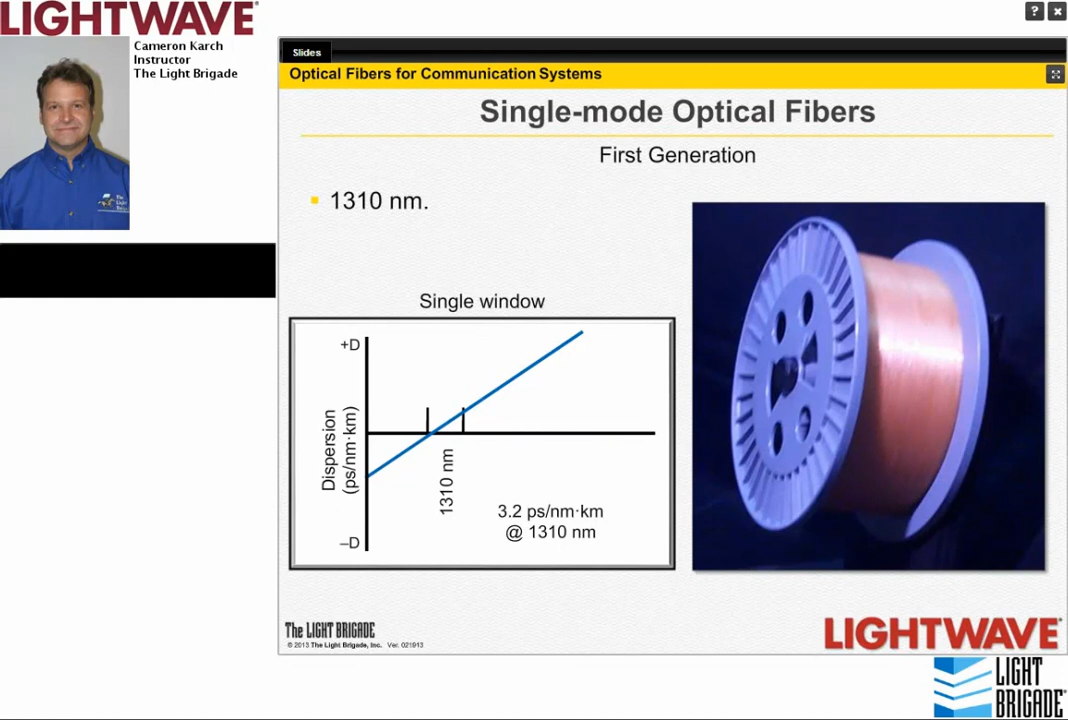 LIGHTWAVE
Cameron Karch
Instructor
The Light Brigade
?
Slides
Optical Fibers for Communication Systems
Single-mode Optical Fibers
First Generation
1310 nm.
Single window
+D
Dispersion
(ps/nm·km)
1310 nm
3.2 ps/nm·km
@ 1310 nm
–D
The LIGHT BRIGADE
© 2013 The Light Brigade, Inc. Ver. 021913
LIGHTWAVE
LIGHT
BRIGADE